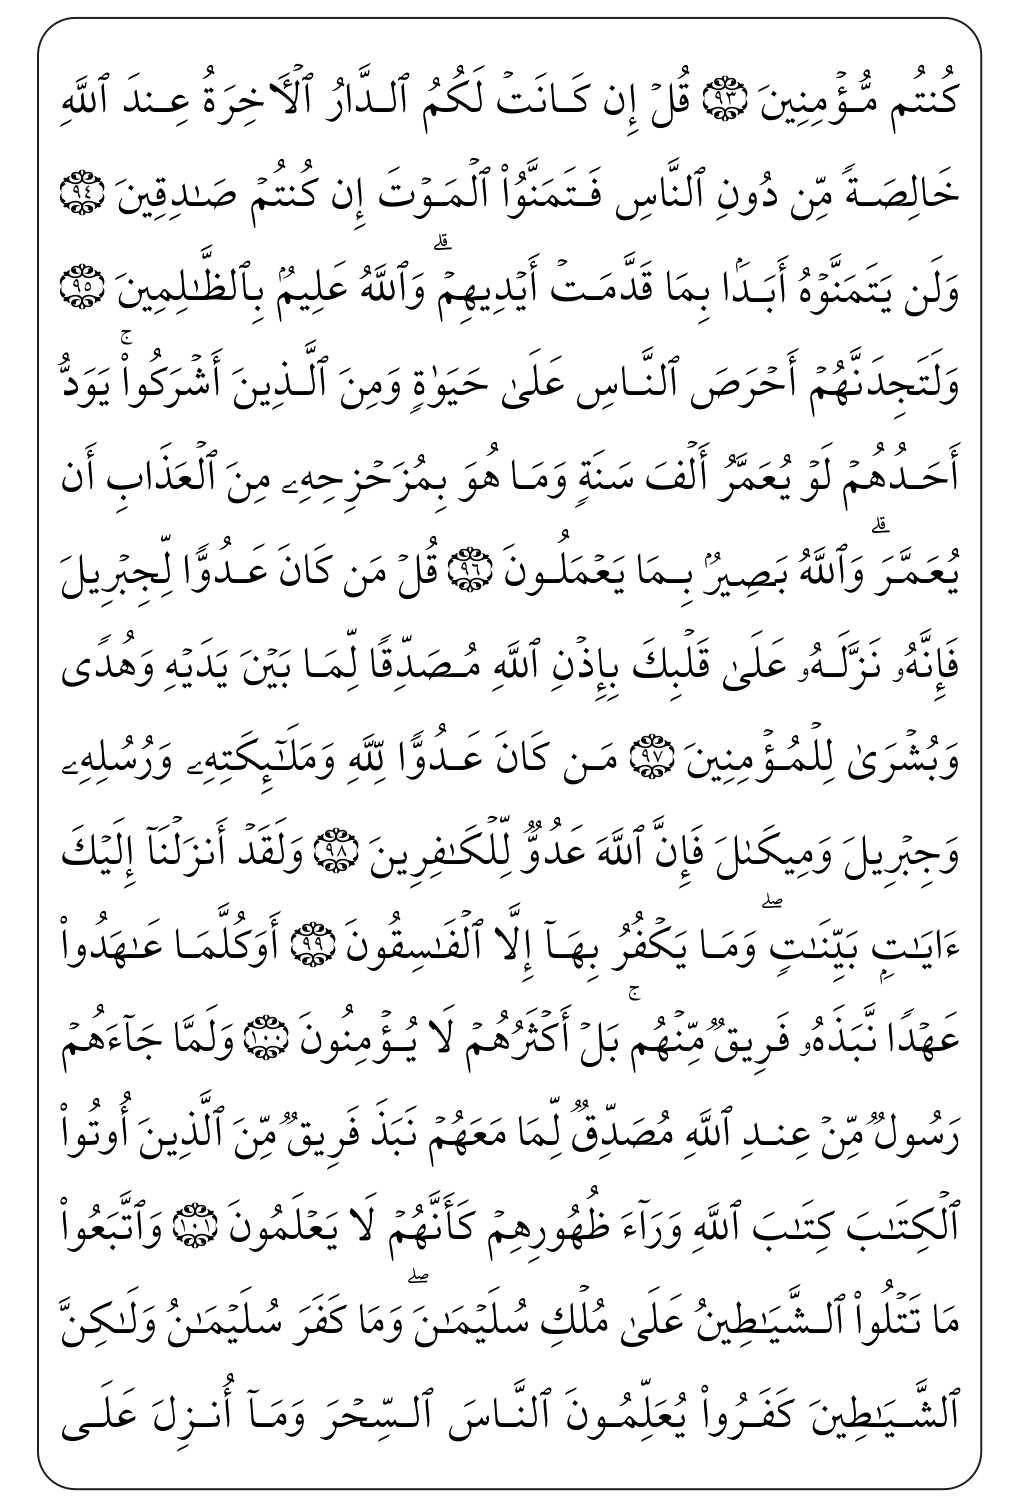 كُنتُم مُّؤۡمِنِينَ ٩٣ قُلۡ إِن كَانَتۡ لَكُمُ ٱلدَّارُ ٱلۡأٓخِرَةُ عِندَ ٱللَّهِ
خَالِصَةٗ مِّن دُونِ ٱلنَّاسِ فَتَمَنَّوُاْ ٱلۡمَوۡتَ إِن كُنتُمۡ صَٰدِقِينَ ٩٤
وَلَن يَتَمَنَّوۡهُ أَبَدَۢا بِمَا قَدَّمَتۡ أَيۡدِيهِمۡۚ وَٱللَّهُ عَلِيمُۢ بِٱلظَّٰلِمِينَ ٩٥
وَلَتَجِدَنَّهُمۡ أَحۡرَصَ ٱلنَّاسِ عَلَىٰ حَيَوٰةٖ وَمِنَ ٱلَّذِينَ أَشۡرَكُواْۚ يَوَدُّ
أَحَدُهُمۡ لَوۡ يُعَمَّرُ أَلۡفَ سَنَةٖ وَمَا هُوَ بِمُزَحۡزِحِهِۦ مِنَ ٱلۡعَذَابِ أَن
يُعَمَّرَۗ وَٱللَّهُ بَصِيرُۢ بِمَا يَعۡمَلُونَ ٩٦ قُلۡ مَن كَانَ عَدُوّٗا لِّجِبۡرِيلَ
فَإِنَّهُۥ نَزَّلَهُۥ عَلَىٰ قَلۡبِكَ بِإِذۡنِ ٱللَّهِ مُصَدِّقٗا لِّمَا بَيۡنَ يَدَيۡهِ وَهُدٗى
وَبُشۡرَىٰ لِلۡمُؤۡمِنِينَ ٩٧ مَن كَانَ عَدُوّٗا لِّلَّهِ وَمَلَٰٓئِكَتِهِۦ وَرُسُلِهِۦ
وَجِبۡرِيلَ وَمِيكَىٰلَ فَإِنَّ ٱللَّهَ عَدُوّٞ لِّلۡكَٰفِرِينَ ٩٨ وَلَقَدۡ أَنزَلۡنَآ إِلَيۡكَ
ءَايَٰتِۭ بَيِّنَٰتٖۖ وَمَا يَكۡفُرُ بِهَآ إِلَّا ٱلۡفَٰسِقُونَ ٩٩ أَوَكُلَّمَا عَٰهَدُواْ
عَهۡدٗا نَّبَذَهُۥ فَرِيقٞ مِّنۡهُمۚ بَلۡ أَكۡثَرُهُمۡ لَا يُؤۡمِنُونَ ١٠٠ وَلَمَّا جَآءَهُمۡ
رَسُولٞ مِّنۡ عِندِ ٱللَّهِ مُصَدِّقٞ لِّمَا مَعَهُمۡ نَبَذَ فَرِيقٞ مِّنَ ٱلَّذِينَ أُوتُواْ
ٱلۡكِتَٰبَ كِتَٰبَ ٱللَّهِ وَرَآءَ ظُهُورِهِمۡ كَأَنَّهُمۡ لَا يَعۡلَمُونَ ١٠١ وَٱتَّبَعُواْ
مَا تَتۡلُواْ ٱلشَّيَٰطِينُ عَلَىٰ مُلۡكِ سُلَيۡمَٰنَۖ وَمَا كَفَرَ سُلَيۡمَٰنُ وَلَٰكِنَّ
ٱلشَّيَٰطِينَ كَفَرُواْ يُعَلِّمُونَ ٱلنَّاسَ ٱلسِّحۡرَ وَمَآ أُنزِلَ عَلَى